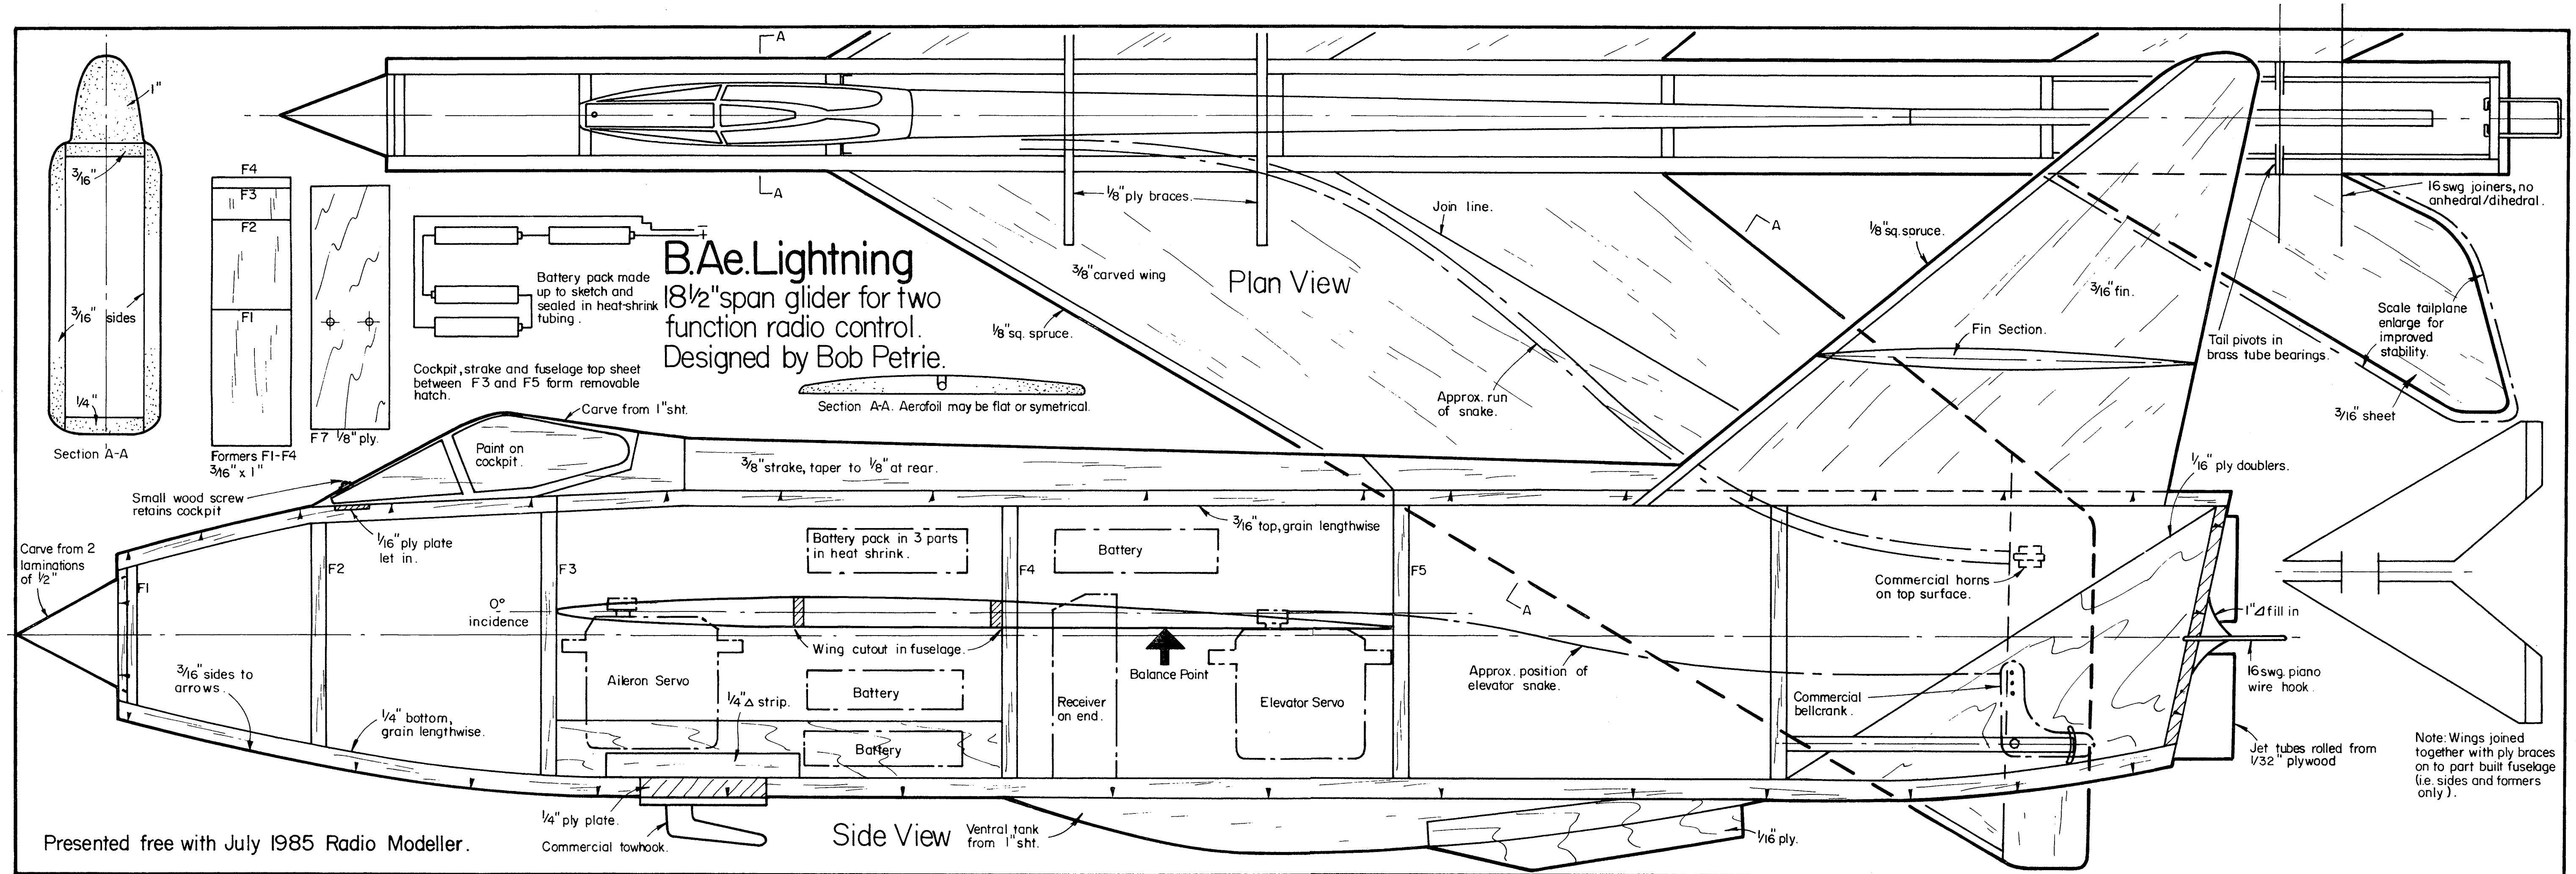 A
A
1"
3/16"
3/16" sides
1/4"
Section A-A
F4
F3
F2
F1
Formers F1-F4
3/16" x 1"
F7 1/8" ply.
Battery pack made
up to sketch and
sealed in heat-shrink
tubing.
Cockpit, strake and fuselage top sheet
between F3 and F5 form removable
hatch.
B.Ae.Lightning
18 1/2" span glider for two
function radio control.
Designed by Bob Petrie.
Section A-A. Aerofoil may be flat or symetrical.
1/8" ply braces.
3/8" carved wing
Plan View
1/8" sq. spruce.
Join line.
Approx. run
of snake.
A
1/8" sq. spruce.
3/16" fin.
Fin Section.
Tail pivots in
brass tube bearings.
16 swg joiners, no
anhedral/dihedral.
Scale tailplane
enlarge for
improved
stability.
3/16" sheet
Carve from 1" sht.
Paint on
cockpit.
3/8" strake, taper to 1/8" at rear.
1/16" ply doublers.
Small wood screw
retains cockpit
1/16" ply plate
let in.
Carve from 2
laminations
of 1/2"
F1
F2
F3
F4
F5
Battery pack in 3 parts
in heat shrink.
Battery
3/16" top, grain lengthwise
0°
incidence
Wing cutout in fuselage.
Balance Point
A
Commercial horns
on top surface.
1" △ fill in
3/16" sides to
arrows.
1/4" bottom,
grain lengthwise.
Aileron Servo
1/4" △ strip.
Battery
Battery
Receiver
on end.
Elevator Servo
Approx. position of
elevator snake.
Commercial
bellcrank.
16 swg. piano
wire hook.
Jet tubes rolled from
1/32" plywood
Note: Wings joined
together with ply braces
on to part built fuselage
(i.e. sides and formers
only).
1/4" ply plate.
Commercial towhook.
Side View
Ventral tank
from 1" sht.
1/16 ply.
Presented free with July 1985 Radio Modeller.